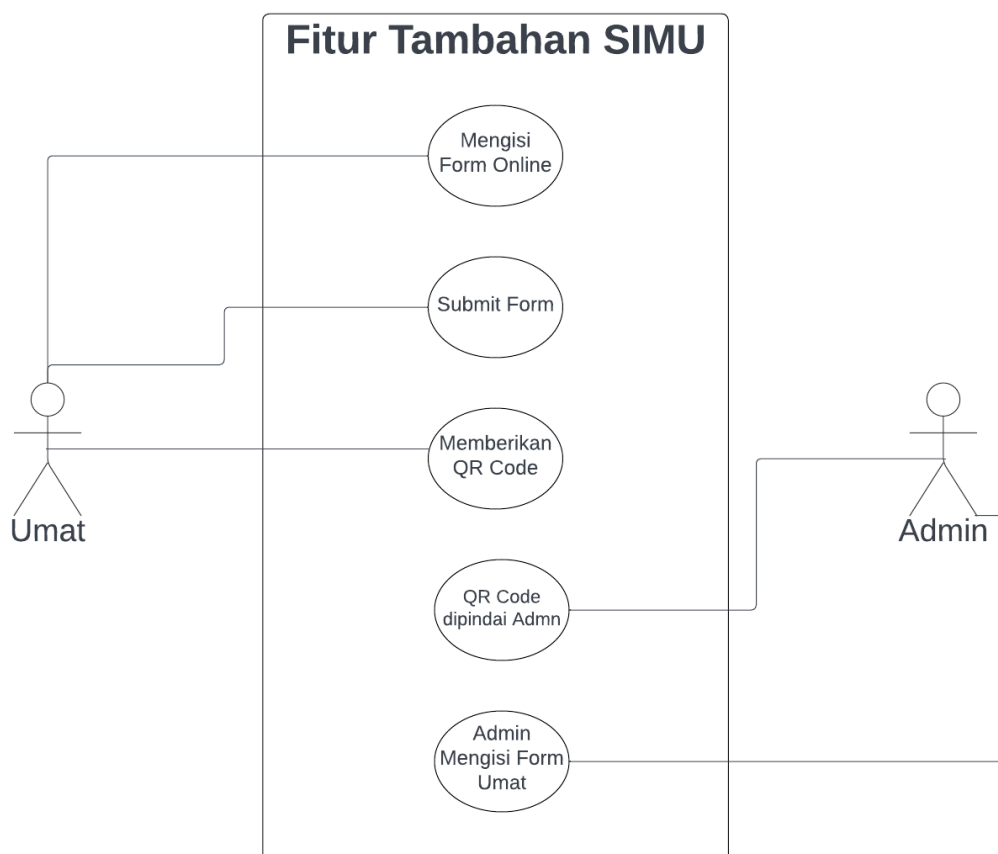 Fitur Tambahan SIMU
Mengisi
Form Online
Submit Form
Memberikan
QR Code
Umat
Admin
QR Code
dipindai Admn
Admin
Mengisi Form
Umat